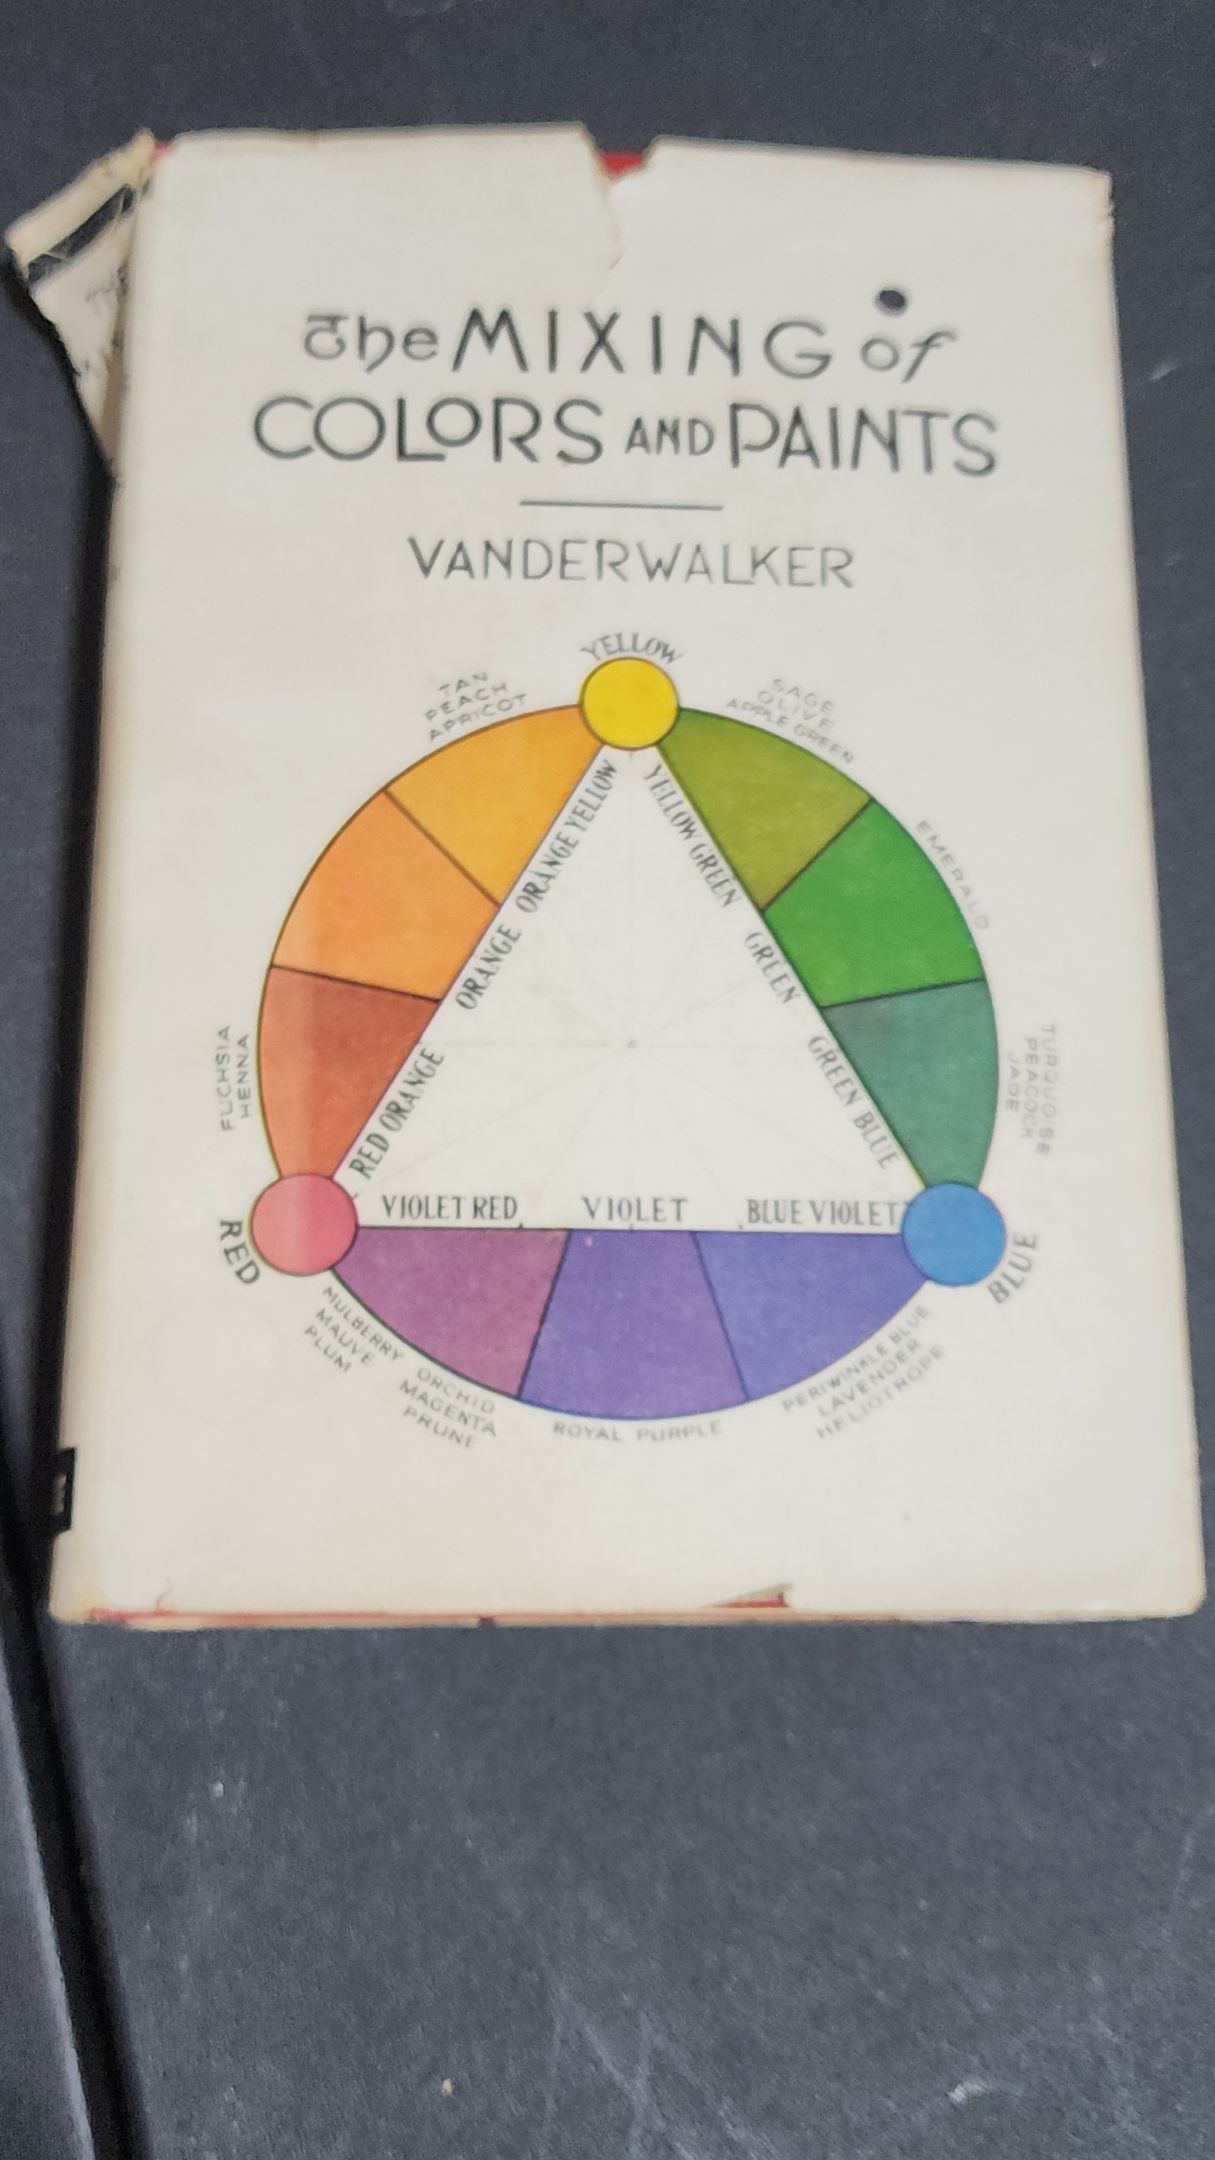 The MIXING of
COLORS AND PAINTS
VANDERWALKER
YELLOW
TAN
PEACH
APRICOT
SAGE
OLIVE
APPLE GREEN
ORANGE YELLOW
YELLOW GREEN
EMERALD
ORANGE
GREEN
FUCHSIA
HENNA
RED ORANGE
GREEN BLUE
TURQUOISE
PEACOCK
JADE
RED
VIOLET RED
VIOLET
BLUE VIOLET
BLUE
MULBERRY
MAUVE
PLUM
ORCHID
MAGENTA
PRUNE
ROYAL PURPLE
PERIWINKLE BLUE
LAVENDER
HELIOTROPE